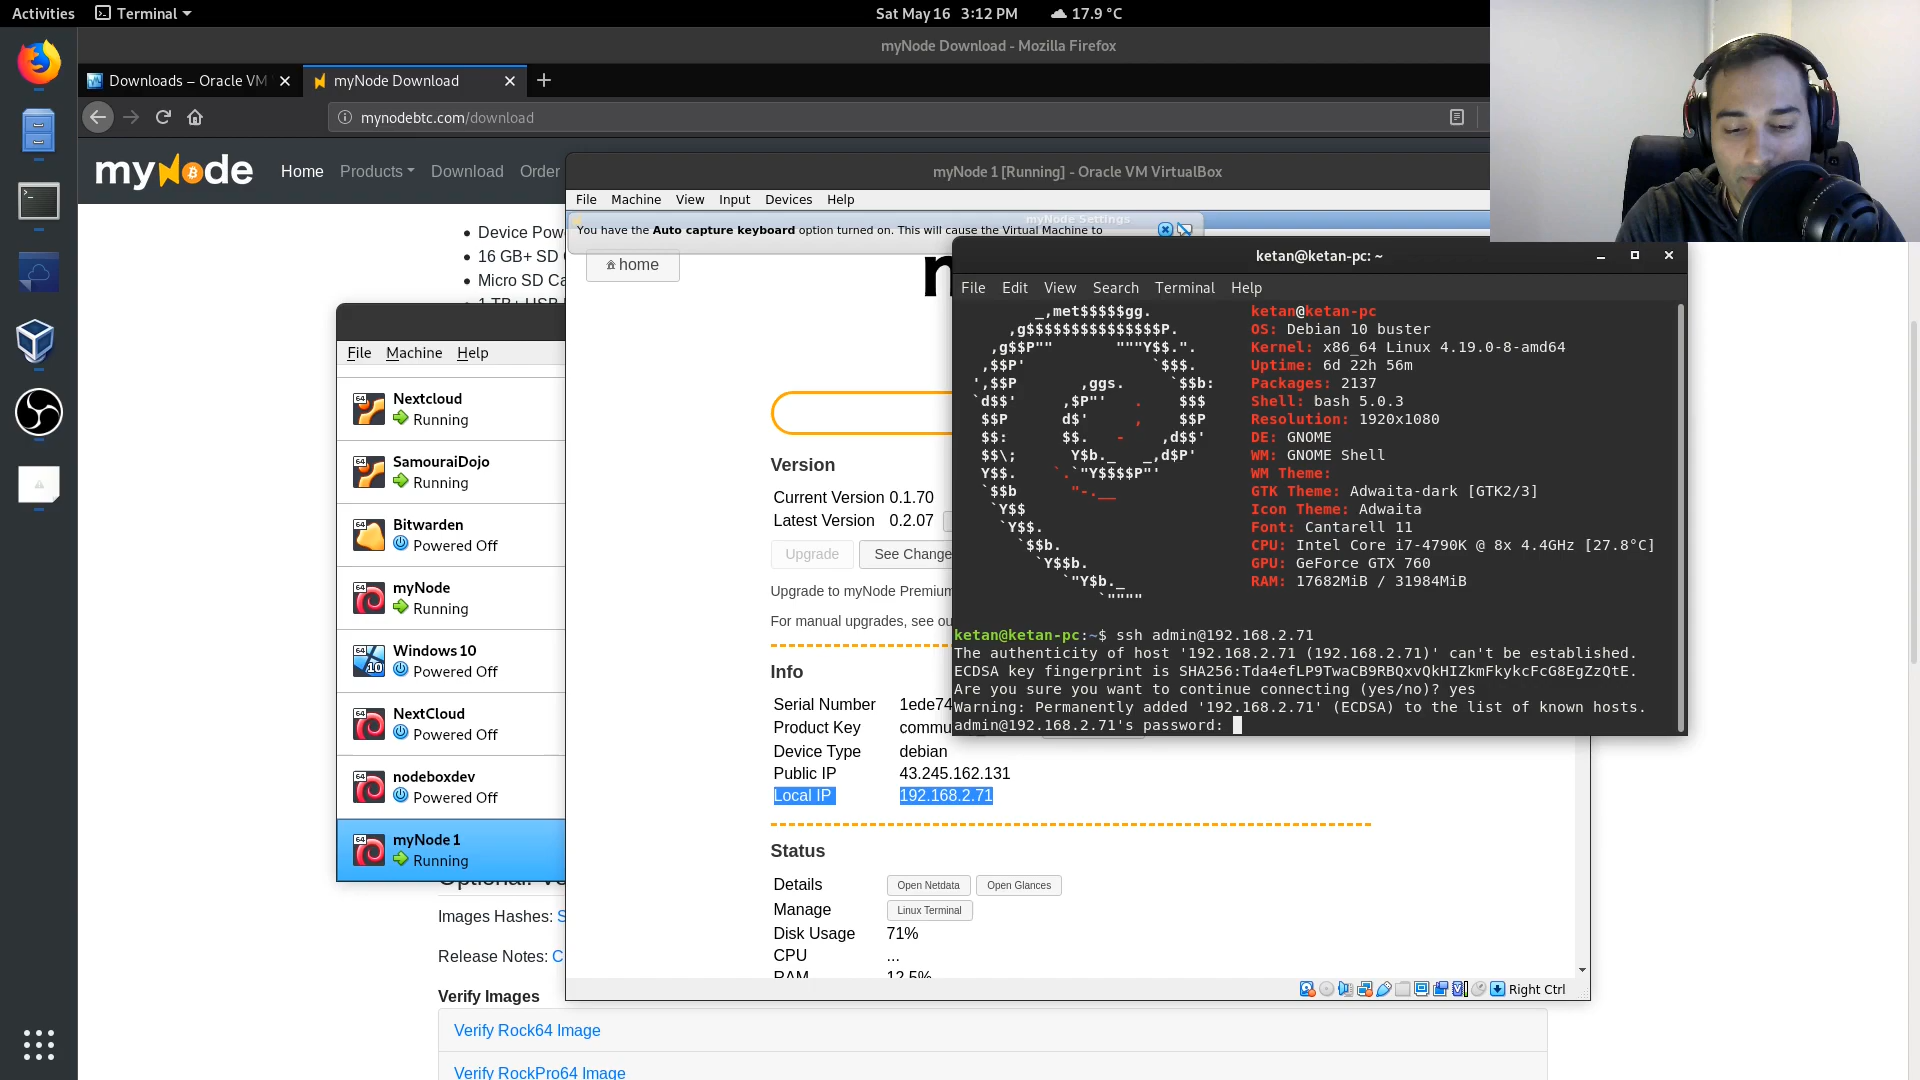 Activities
Terminal
Sat May 16 3:12 PM
17.9 °C
myNode Download - Mozilla Firefox
Downloads – Oracle VM
myNode Download
mynodebtc.com/download
myNode
Home
Products
Download
Order
Device Pow
16 GB+ SD
Micro SD Ca
myNode 1 [Running] - Oracle VM VirtualBox
File Machine View Input Devices Help
myNode Settings
You have the Auto capture keyboard option turned on. This will cause the Virtual Machine to
home
File Machine Help
Nextcloud
Running
SamouraiDojo
Running
Bitwarden
Powered Off
myNode
Running
Windows 10
Powered Off
NextCloud
Powered Off
nodeboxdev
Powered Off
myNode 1
Running
Version
Current Version 0.1.70
Latest Version 0.2.07
Upgrade
See Change
Upgrade to myNode Premium
For manual upgrades, see ou
Info
Serial Number 1ede74
Product Key commu
Device Type debian
Public IP 43.245.162.131
Local IP 192.168.2.71
Status
Details Open Netdata Open Glances
Manage Linux Terminal
Disk Usage 71%
CPU ...
RAM 12.5%
Right Ctrl
ketan@ketan-pc: ~
File Edit View Search Terminal Help
_,met$$$$$gg.
,g$$$$$$$$$$$$$$$P.
,g$$P"" """Y$$.".
,$$P' `$$$.
',$$P ,ggs. `$$b:
`d$$' ,$P"' . $$$
$$P d$' , $$P
$$: $$. - ,d$$'
$$\; Y$b._ _,d$P'
Y$$. `.`"Y$$$$P"'
`$$b "-.__
`Y$$
`Y$$.
`$$b.
`Y$$b.
`"Y$b._
`""""
ketan@ketan-pc
OS: Debian 10 buster
Kernel: x86_64 Linux 4.19.0-8-amd64
Uptime: 6d 22h 56m
Packages: 2137
Shell: bash 5.0.3
Resolution: 1920x1080
DE: GNOME
WM: GNOME Shell
WM Theme:
GTK Theme: Adwaita-dark [GTK2/3]
Icon Theme: Adwaita
Font: Cantarell 11
CPU: Intel Core i7-4790K @ 8x 4.4GHz [27.8°C]
GPU: GeForce GTX 760
RAM: 17682MiB / 31984MiB
ketan@ketan-pc:~$ ssh admin@192.168.2.71
The authenticity of host '192.168.2.71 (192.168.2.71)' can't be established.
ECDSA key fingerprint is SHA256:Tda4efLP9TwaCB9RBQxvQkHIZkmFkykcFcG8EgZzQtE.
Are you sure you want to continue connecting (yes/no)? yes
Warning: Permanently added '192.168.2.71' (ECDSA) to the list of known hosts.
admin@192.168.2.71's password:
Images Hashes: S
Release Notes: C
Verify Images
Verify Rock64 Image
Verify RockPro64 Image